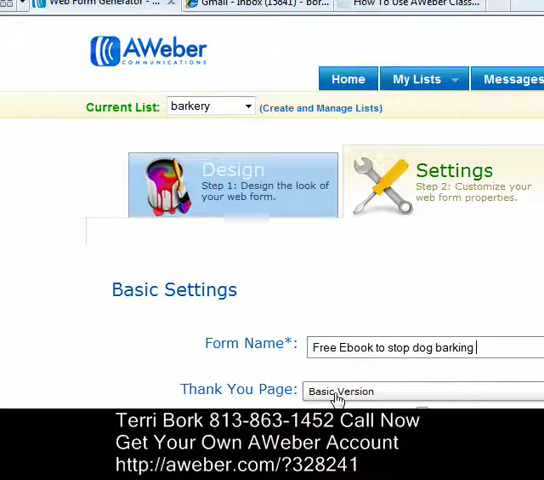 Web Form Generator -
Gmail - Inbox (15841) - bor...
How To Use AWeber Class...
AWeber
COMMUNICATIONS
Home
My Lists
Messages
Current List: barkery (Create and Manage Lists)
Design
Step 1: Design the look of
your web form.
Settings
Step 2: Customize your
web form properties.
Basic Settings
Form Name*: Free Ebook to stop dog barking
Thank You Page: Basic Version
Terri Bork 813-863-1452 Call Now
Get Your Own AWeber Account
http://aweber.com/?328241